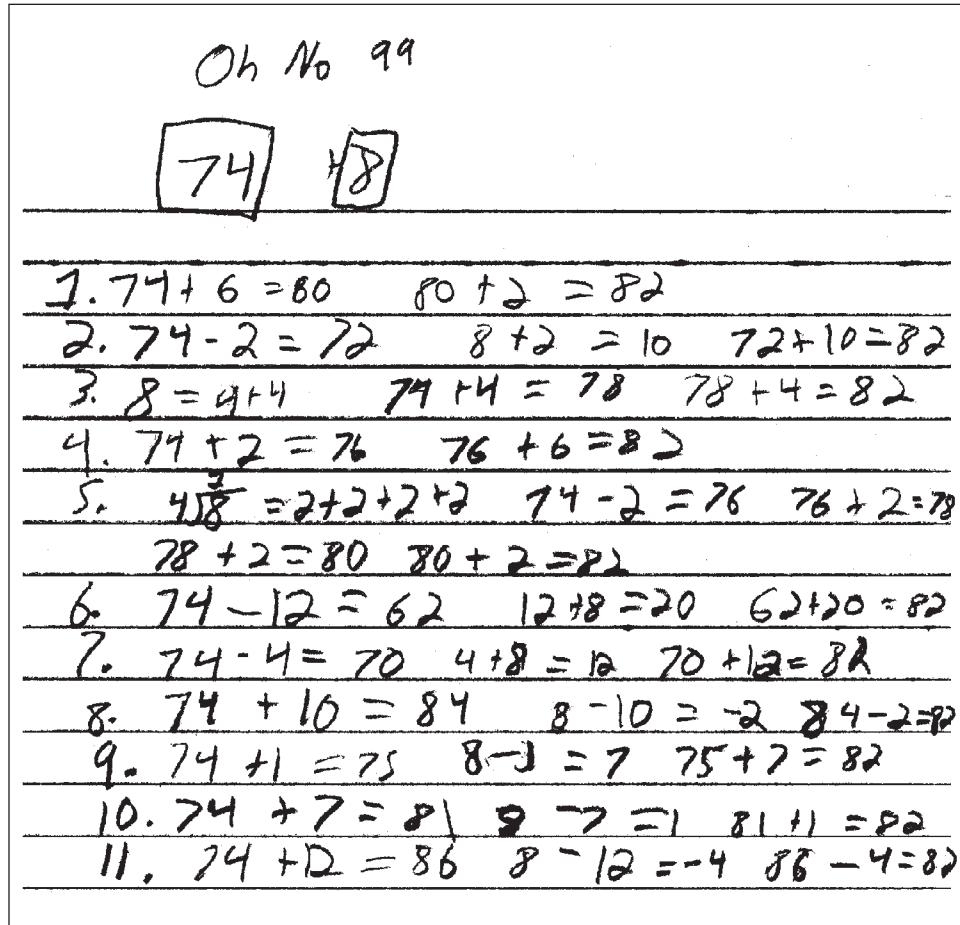 Oh No 99
74 +8
1. 74 + 6 = 80 80 + 2 = 82
2. 74 - 2 = 72 8 + 2 = 10 72 + 10 = 82
3. 8 = 4 + 4 74 + 4 = 78 78 + 4 = 82
4. 74 + 2 = 76 76 + 6 = 82
5. 4⟌8 2 = 2 + 2 + 2 + 2 74 - 2 = 76 76 + 2 = 78
78 + 2 = 80 80 + 2 = 82
6. 74 - 12 = 62 12 + 8 = 20 62 + 20 = 82
7. 74 - 4 = 70 4 + 8 = 12 70 + 12 = 82
8. 74 + 10 = 84 8 - 10 = -2 84 - 2 = 82
9. 74 + 1 = 75 8 - 1 = 7 75 + 7 = 82
10. 74 + 7 = 81 8 - 7 = 1 81 + 1 = 82
11. 74 + 12 = 86 8 - 12 = -4 86 - 4 = 82